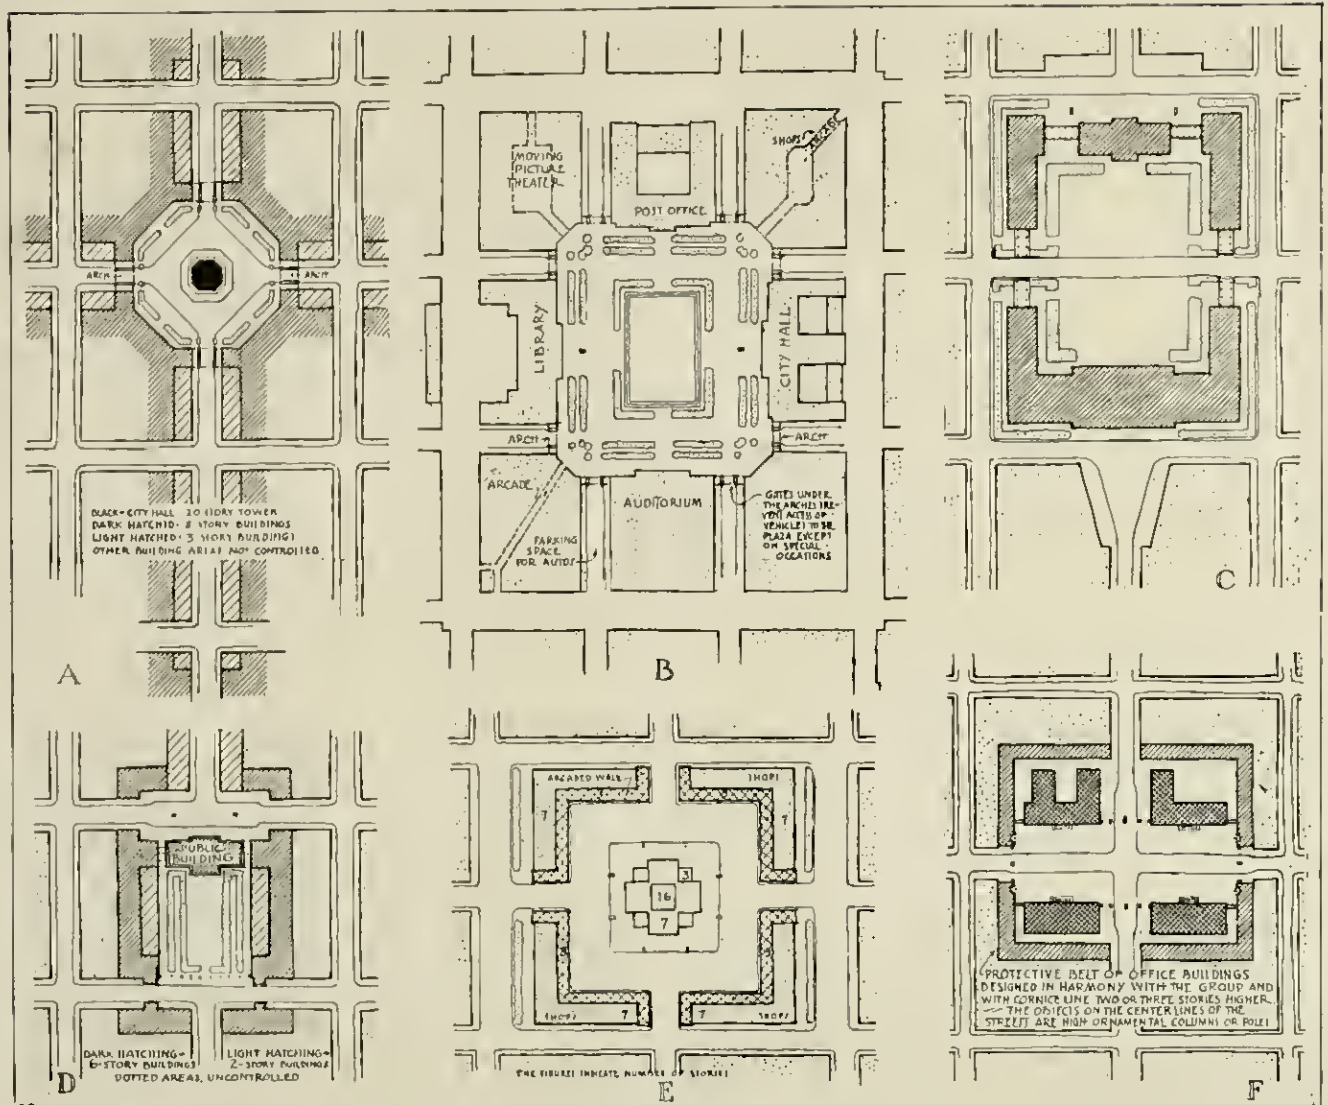 ARCH
ARCH
BLACK = CITY HALL 20 STORY TOWER
DARK HATCHED = 8 STORY BUILDINGS
LIGHT HATCHED = 3 STORY BUILDINGS
OTHER BUILDING AREAS NOT CONTROLLED
A
MOVING
PICTURE
THEATER
SHOPS
ARCADE
POST OFFICE
LIBRARY
CITY HALL
ARCH
ARCH
ARCADE
AUDITORIUM
PARKING
SPACE
FOR AUTOS
GATES UNDER
THE ARCHES PRE-
VENT ACCESS OF
VEHICLES TO THE
PLAZA EXCEPT
ON SPECIAL
OCCATIONS
B
C
PUBLIC
BUILDING
DARK HATCHING =
6-STORY BUILDINGS
LIGHT HATCHING =
2-STORY BUILDINGS
DOTTED AREAS, UNCONTROLLED
D
ARCADED WALK
SHOPS
7
7
3
16
7
SHOPS
7
7
SHOPS
THE FIGURES INDICATE NUMBER OF STORIES
E
PROTECTIVE BELT OF OFFICE BUILDINGS
DESIGNED IN HARMONY WITH THE GROUP AND
WITH CORNICE LINE TWO OR THREE STORIES HIGHER.
THE OBJECTS ON THE CENTER LINES OF THE
STREET ARE HIGH ORNAMENTAL COLUMNS OR POLES
F